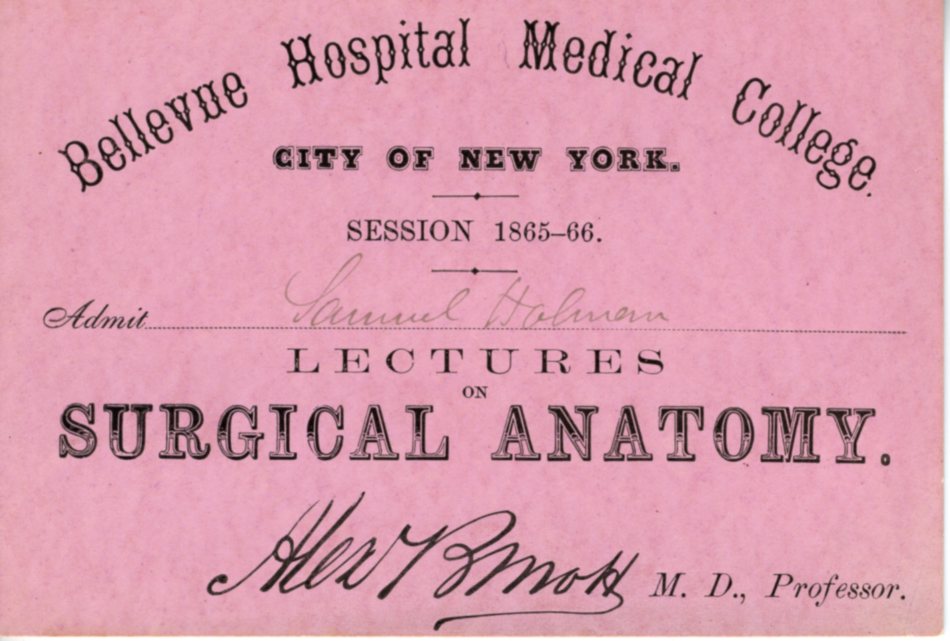 Bellevue Hospital Medical College.
CITY OF NEW YORK.
SESSION 1865–66.
Admit Samuel Holman
LECTURES
ON
SURGICAL ANATOMY.
Alex B Mott M. D., Professor.